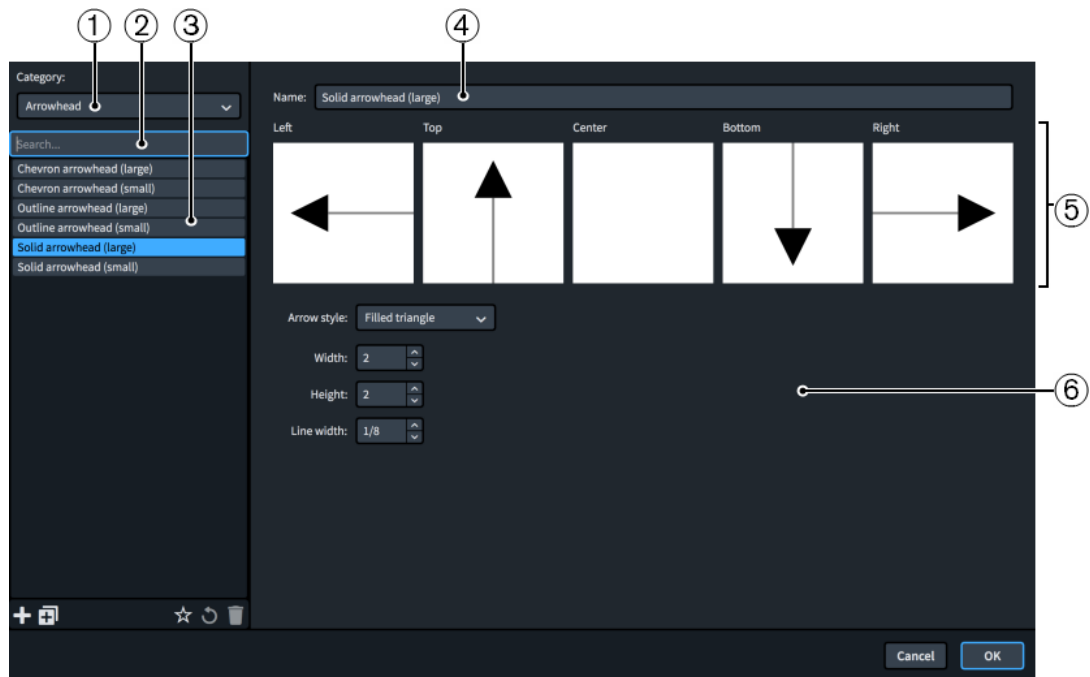 ① ② ③ ④
Category:
Arrowhead
Search...
Chevron arrowhead (large)
Chevron arrowhead (small)
Outline arrowhead (large)
Outline arrowhead (small)
Solid arrowhead (large)
Solid arrowhead (small)
Name: Solid arrowhead (large)
Left Top Center Bottom Right
⑤
Arrow style: Filled triangle
Width: 2
Height: 2
⑥
Line width: 1/8
Cancel OK